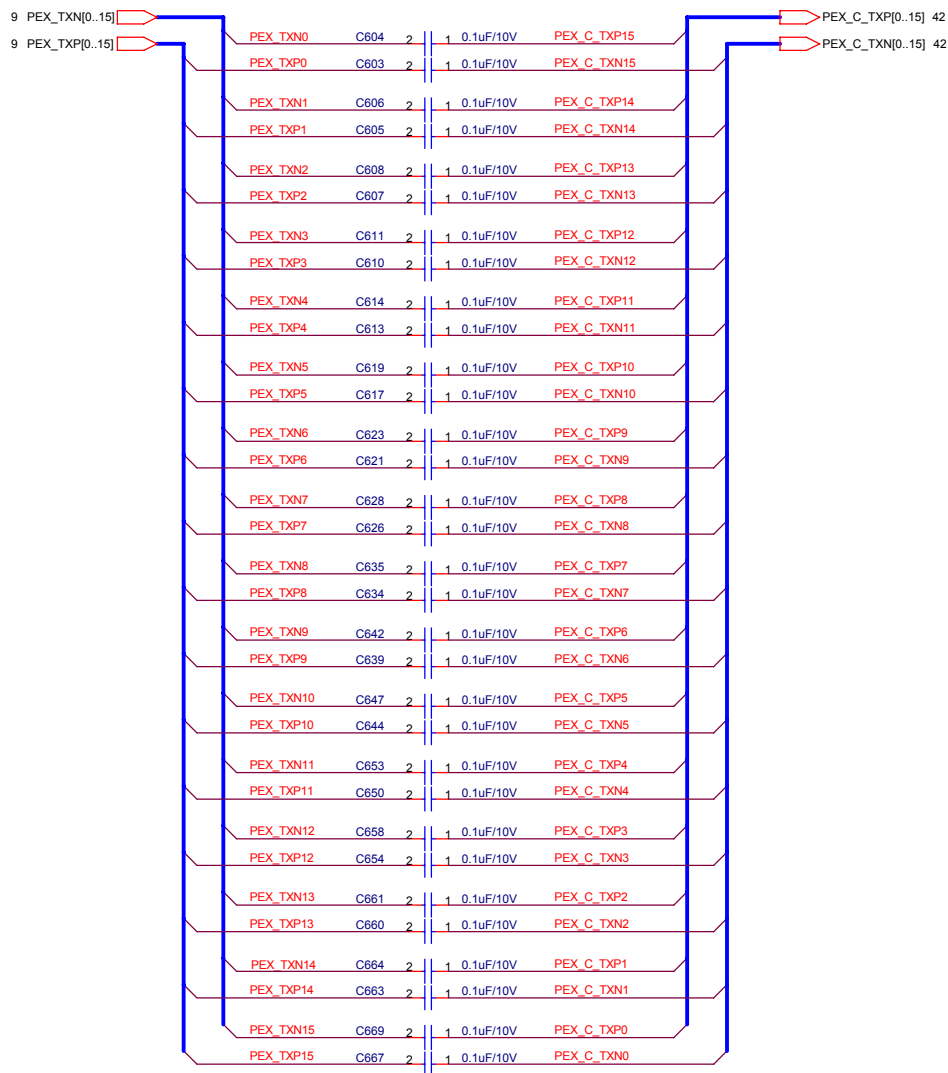 9 PEX_TXN[0..15] PEX_C_TXP[0..15] 42
9 PEX_TXP[0..15] PEX_C_TXN[0..15] 42
PEX_TXN0 C604 2 1 0.1uF/10V PEX_C_TXP15
PEX_TXP0 C603 2 1 0.1uF/10V PEX_C_TXN15
PEX_TXN1 C606 2 1 0.1uF/10V PEX_C_TXP14
PEX_TXP1 C605 2 1 0.1uF/10V PEX_C_TXN14
PEX_TXN2 C608 2 1 0.1uF/10V PEX_C_TXP13
PEX_TXP2 C607 2 1 0.1uF/10V PEX_C_TXN13
PEX_TXN3 C611 2 1 0.1uF/10V PEX_C_TXP12
PEX_TXP3 C610 2 1 0.1uF/10V PEX_C_TXN12
PEX_TXN4 C614 2 1 0.1uF/10V PEX_C_TXP11
PEX_TXP4 C613 2 1 0.1uF/10V PEX_C_TXN11
PEX_TXN5 C619 2 1 0.1uF/10V PEX_C_TXP10
PEX_TXP5 C617 2 1 0.1uF/10V PEX_C_TXN10
PEX_TXN6 C623 2 1 0.1uF/10V PEX_C_TXP9
PEX_TXP6 C621 2 1 0.1uF/10V PEX_C_TXN9
PEX_TXN7 C628 2 1 0.1uF/10V PEX_C_TXP8
PEX_TXP7 C626 2 1 0.1uF/10V PEX_C_TXN8
PEX_TXN8 C635 2 1 0.1uF/10V PEX_C_TXP7
PEX_TXP8 C634 2 1 0.1uF/10V PEX_C_TXN7
PEX_TXN9 C642 2 1 0.1uF/10V PEX_C_TXP6
PEX_TXP9 C639 2 1 0.1uF/10V PEX_C_TXN6
PEX_TXN10 C647 2 1 0.1uF/10V PEX_C_TXP5
PEX_TXP10 C644 2 1 0.1uF/10V PEX_C_TXN5
PEX_TXN11 C653 2 1 0.1uF/10V PEX_C_TXP4
PEX_TXP11 C650 2 1 0.1uF/10V PEX_C_TXN4
PEX_TXN12 C658 2 1 0.1uF/10V PEX_C_TXP3
PEX_TXP12 C654 2 1 0.1uF/10V PEX_C_TXN3
PEX_TXN13 C661 2 1 0.1uF/10V PEX_C_TXP2
PEX_TXP13 C660 2 1 0.1uF/10V PEX_C_TXN2
PEX_TXN14 C664 2 1 0.1uF/10V PEX_C_TXP1
PEX_TXP14 C663 2 1 0.1uF/10V PEX_C_TXN1
PEX_TXN15 C669 2 1 0.1uF/10V PEX_C_TXP0
PEX_TXP15 C667 2 1 0.1uF/10V PEX_C_TXN0